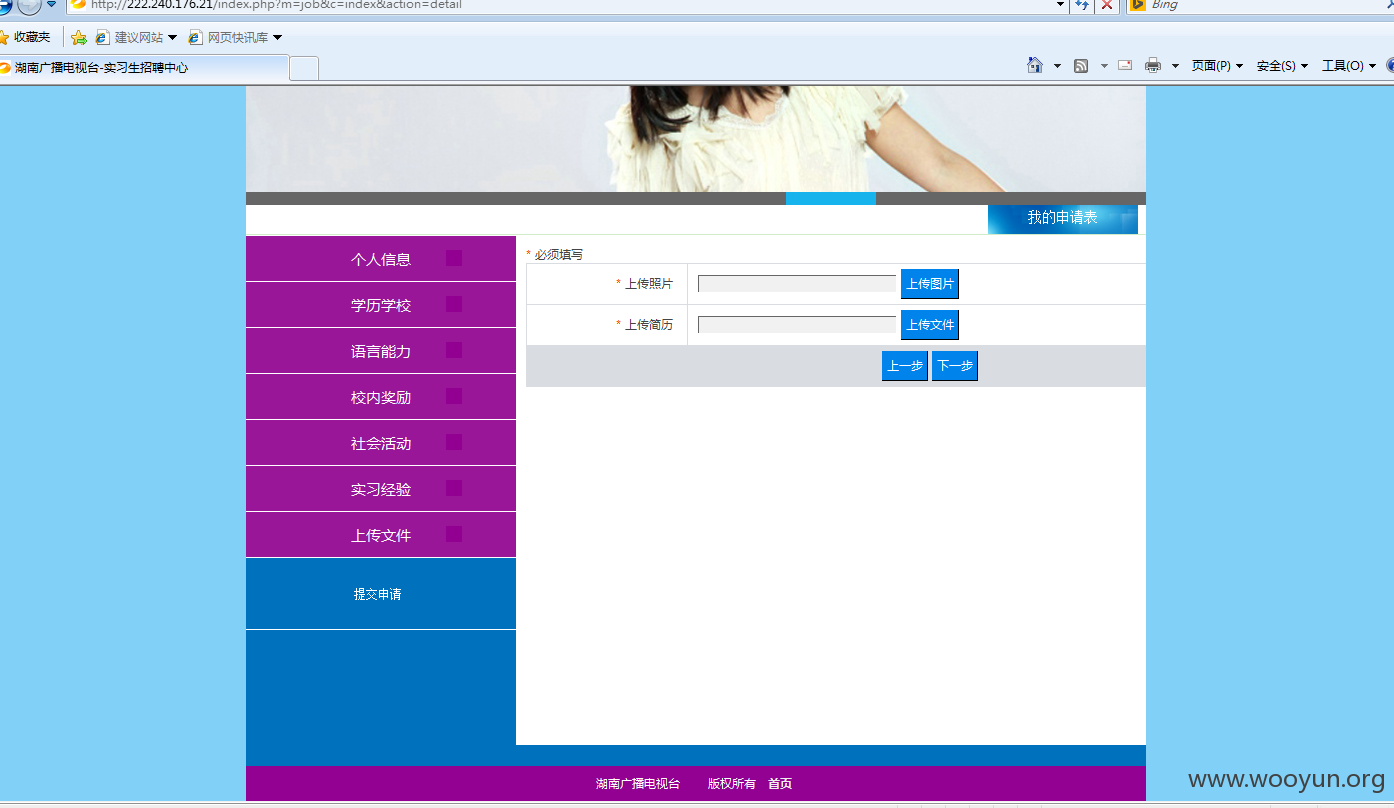 http://222.240.176.21/index.php?m=job&c=index&action=detail Bing
收藏夹 建议网站 网页快讯库
湖南广播电视台-实习生招聘中心 页面(P) 安全(S) 工具(O)
我的申请表
* 必须填写
个人信息
* 上传照片 上传图片
学历学校
* 上传简历 上传文件
语言能力
上一步 下一步
校内奖励
社会活动
实习经验
上传文件
提交申请
湖南广播电视台 版权所有 首页
www.wooyun.org